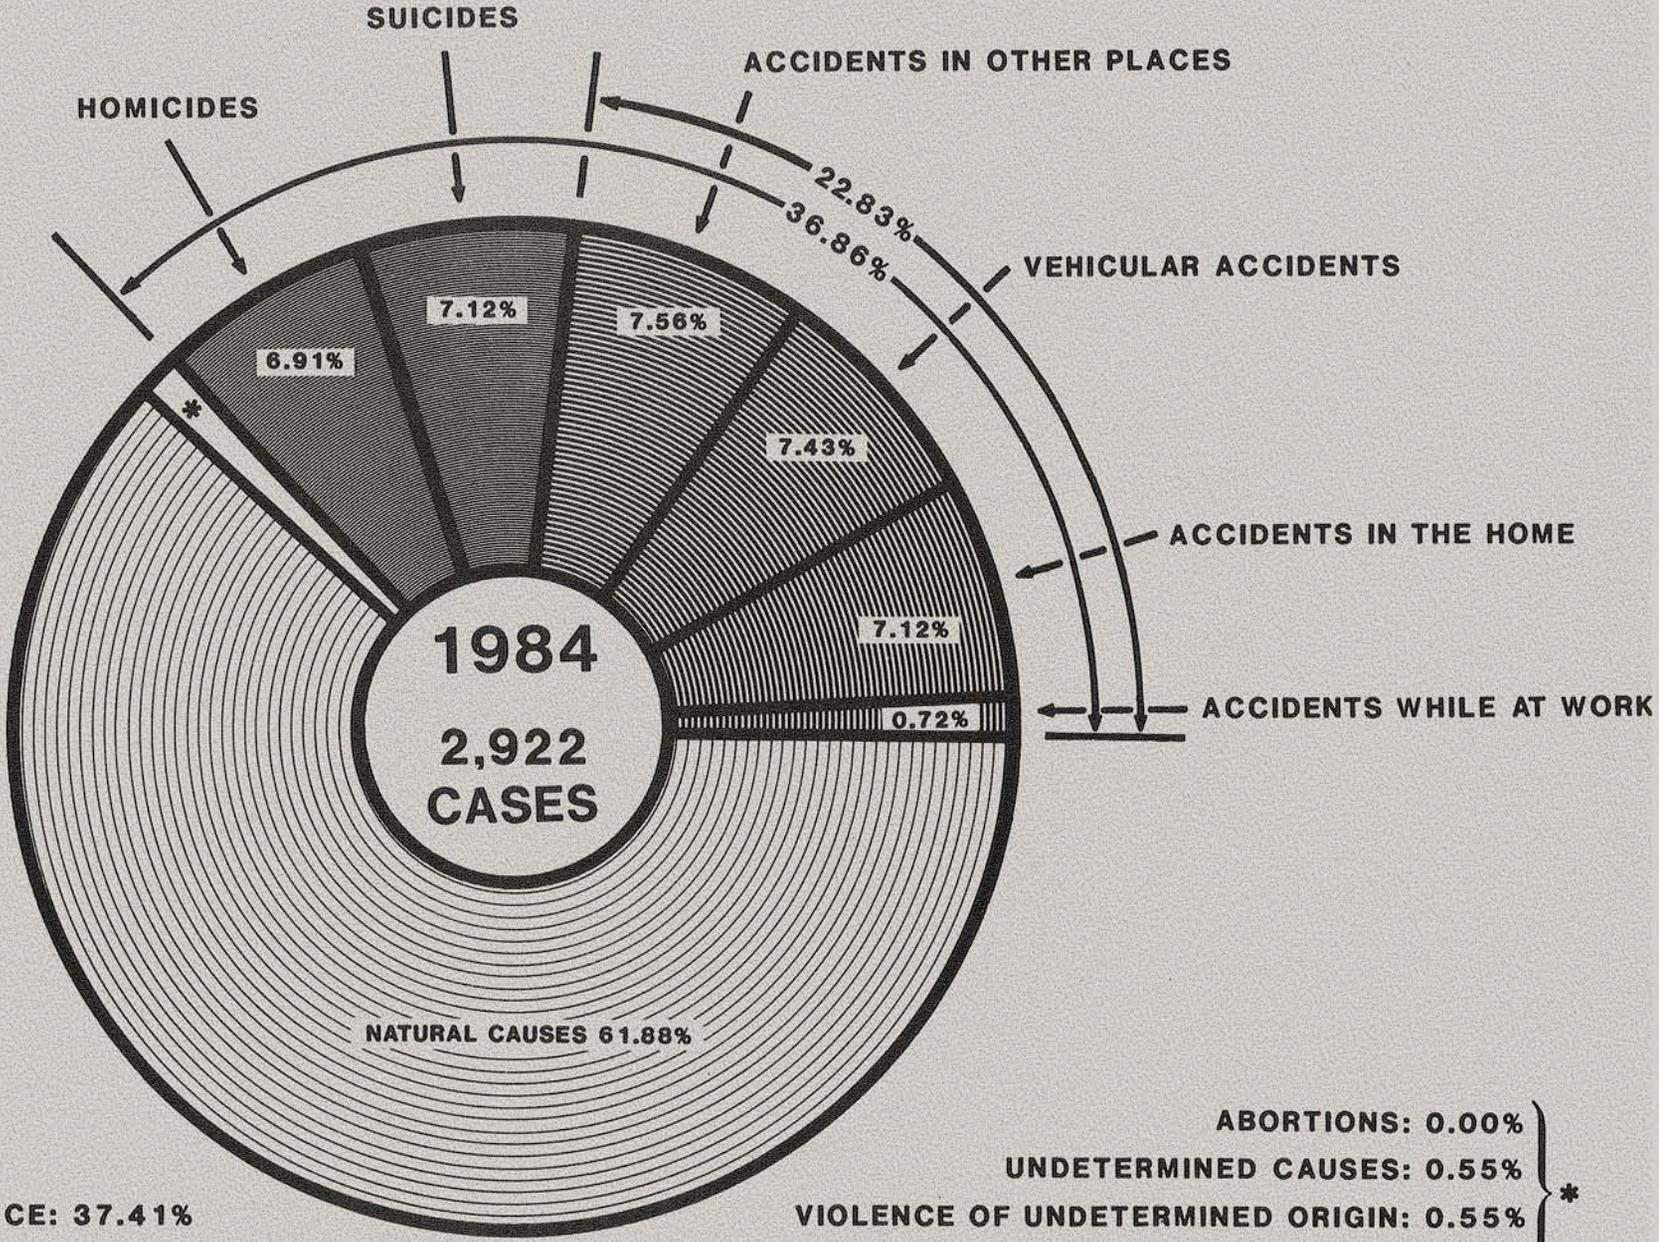 SUICIDES
ACCIDENTS IN OTHER PLACES
HOMICIDES
22.83%
36.86%
VEHICULAR ACCIDENTS
7.12%
7.56%
6.91%
*
7.43%
ACCIDENTS IN THE HOME
7.12%
ACCIDENTS WHILE AT WORK
0.72%
1984
2,922
CASES
NATURAL CAUSES 61.88%
ABORTIONS: 0.00%
UNDETERMINED CAUSES: 0.55%
*
CE: 37.41%
VIOLENCE OF UNDETERMINED ORIGIN: 0.55%